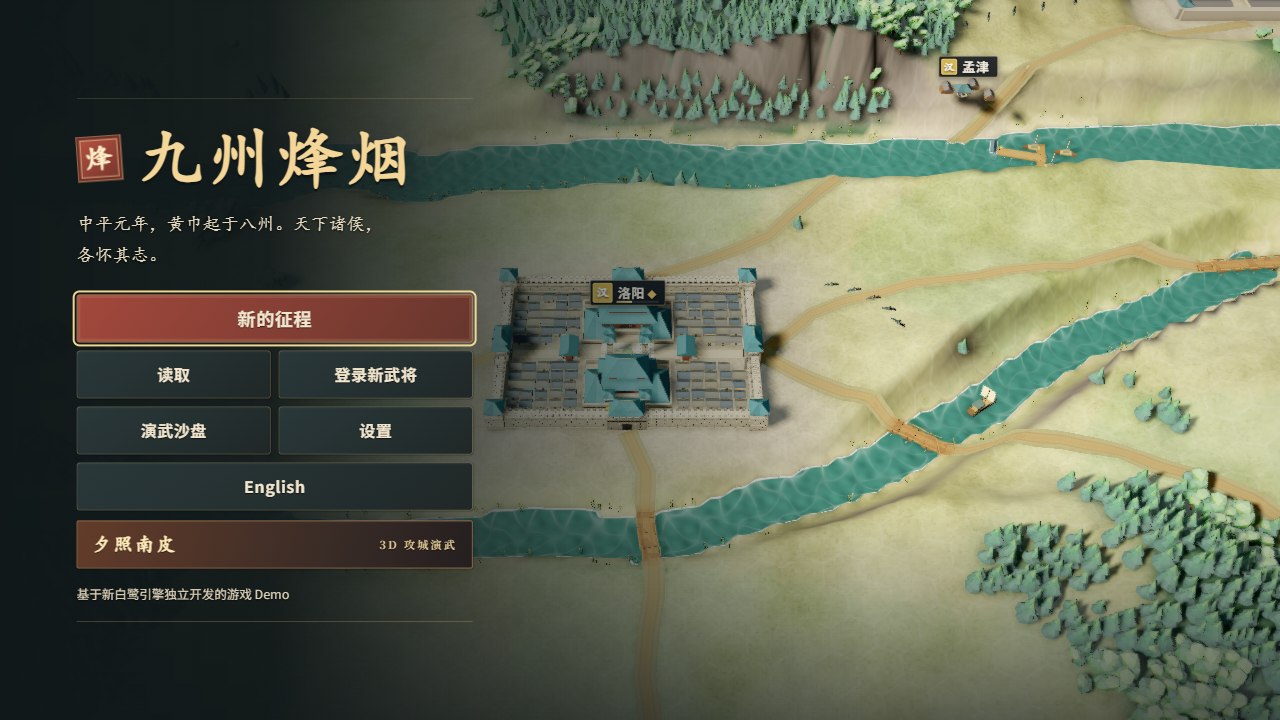 烽 九州烽烟
中平元年，黄巾起于八州。天下诸侯，
各怀其志。
新的征程
读取
登录新武将
演武沙盘
设置
English
夕照南皮 3D 攻城演武
基于新白鹭引擎独立开发的游戏 Demo
汉 孟津
汉 洛阳